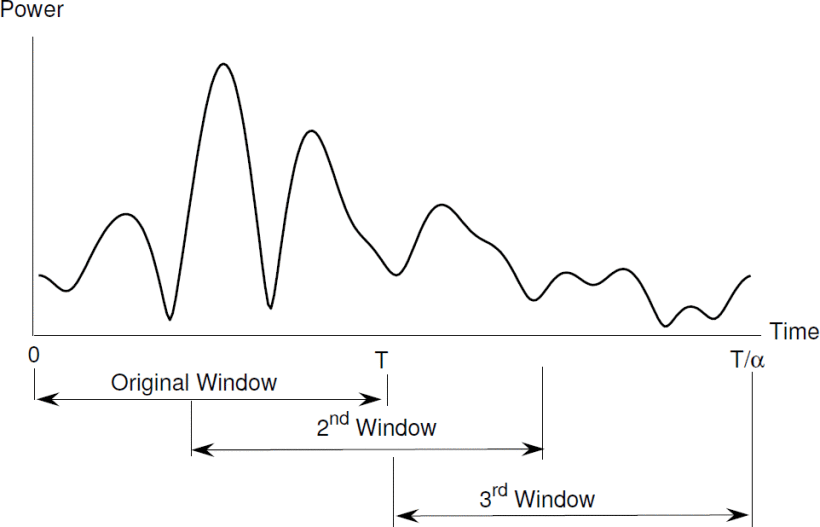 Power
Time
0
T
T/α
Original Window
2nd Window
3rd Window